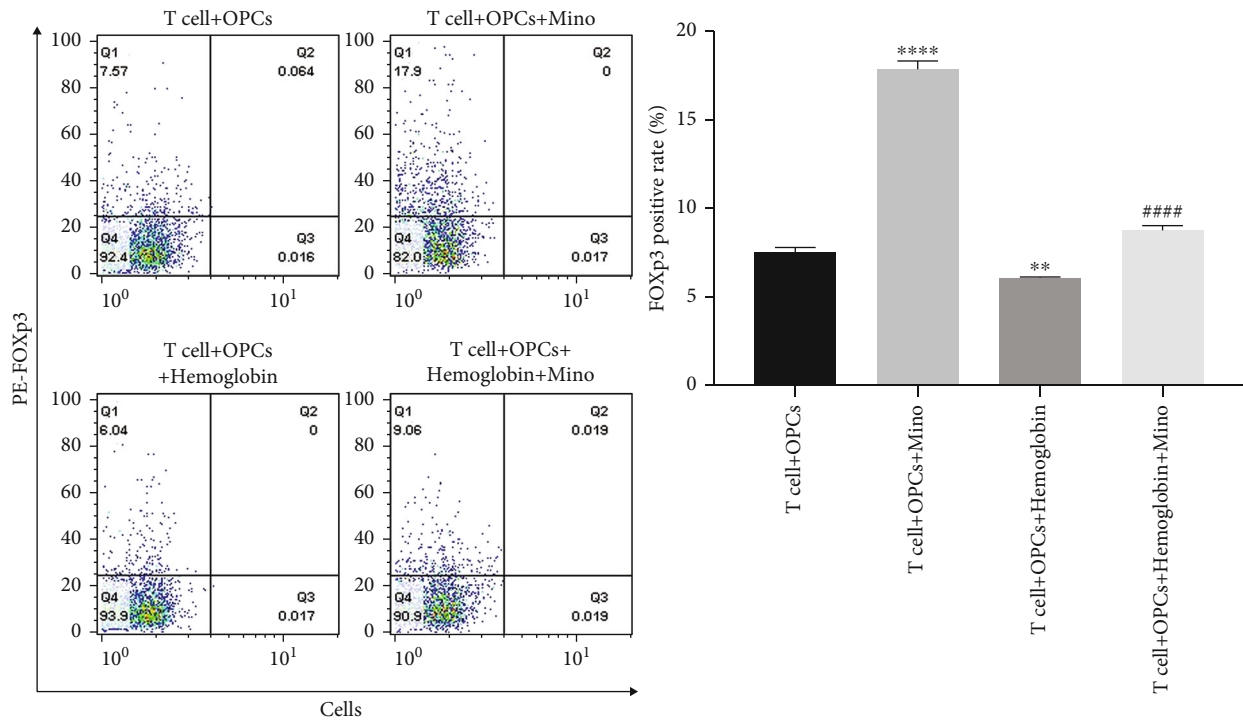 T cell+OPCs
100
80
60
40
20
0
Q1
7.57
Q2
0.064
Q4
92.4
Q3
0.016
10⁰
10¹
T cell+OPCs+Mino
100
80
60
40
20
0
Q1
17.9
Q2
0
Q4
82.0
Q3
0.017
10⁰
10¹
T cell+OPCs
+Hemoglobin
100
80
60
40
20
0
Q1
6.04
Q2
0
Q4
93.9
Q3
0.017
10⁰
10¹
T cell+OPCs+
Hemoglobin+Mino
100
80
60
40
20
0
Q1
9.06
Q2
0.019
Q4
90.9
Q3
0.019
10⁰
10¹
PE-FOXp3
Cells
FOXp3 positive rate (%)
20
15
10
5
0
****
**
####
T cell+OPCs
T cell+OPCs+Mino
T cell+OPCs+Hemoglobin
T cell+OPCs+Hemoglobin+Mino